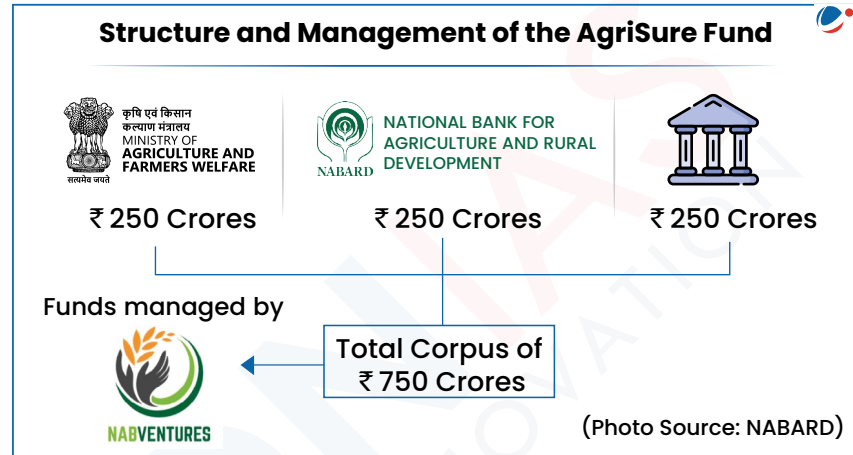 Structure and Management of the AgriSure Fund
कृषि एवं किसान
कल्याण मंत्रालय
MINISTRY OF
AGRICULTURE AND
FARMERS WELFARE
सत्यमेव जयते
NABARD
NATIONAL BANK FOR
AGRICULTURE AND RURAL
DEVELOPMENT
₹ 250 Crores
₹ 250 Crores
₹ 250 Crores
Funds managed by
NABVENTURES
Total Corpus of
₹ 750 Crores
(Photo Source: NABARD)